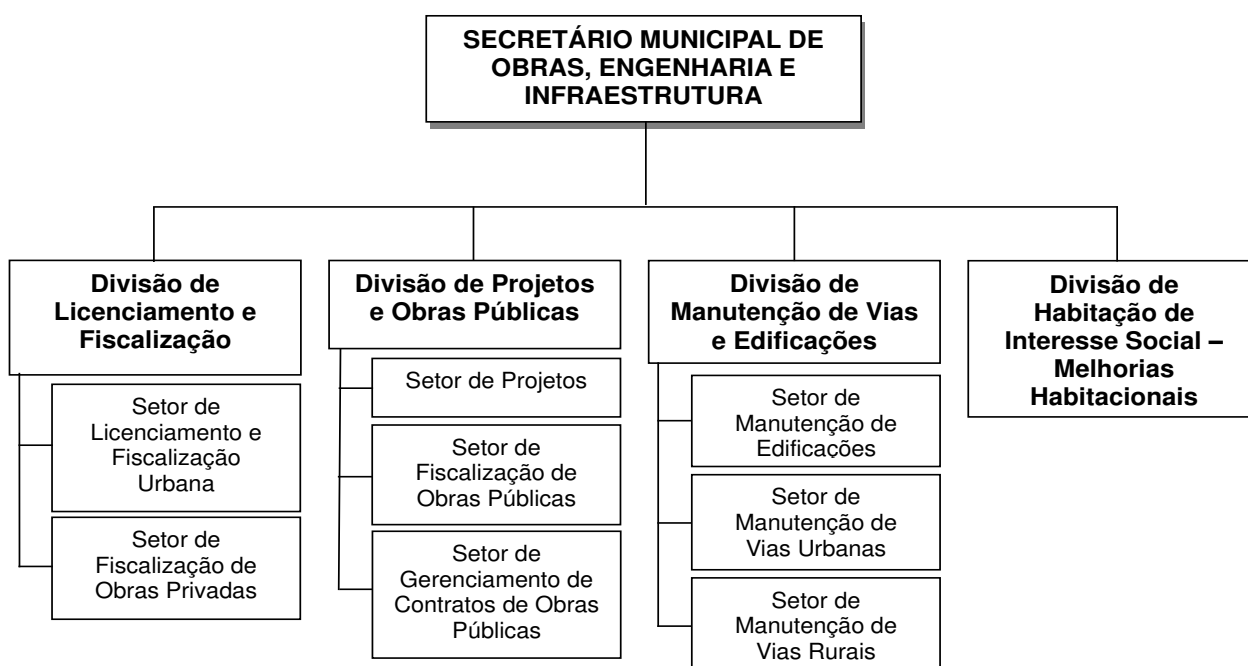 SECRETÁRIO MUNICIPAL DE
OBRAS, ENGENHARIA E
INFRAESTRUTURA
Divisão de
Licenciamento e
Fiscalização
Setor de
Licenciamento e
Fiscalização
Urbana
Setor de
Fiscalização de
Obras Privadas
Divisão de Projetos
e Obras Públicas
Setor de Projetos
Setor de
Fiscalização de
Obras Públicas
Setor de
Gerenciamento de
Contratos de Obras
Públicas
Divisão de
Manutenção de Vias
e Edificações
Setor de
Manutenção de
Edificações
Setor de
Manutenção de
Vias Urbanas
Setor de
Manutenção de
Vias Rurais
Divisão de
Habitação de
Interesse Social –
Melhorias
Habitacionais